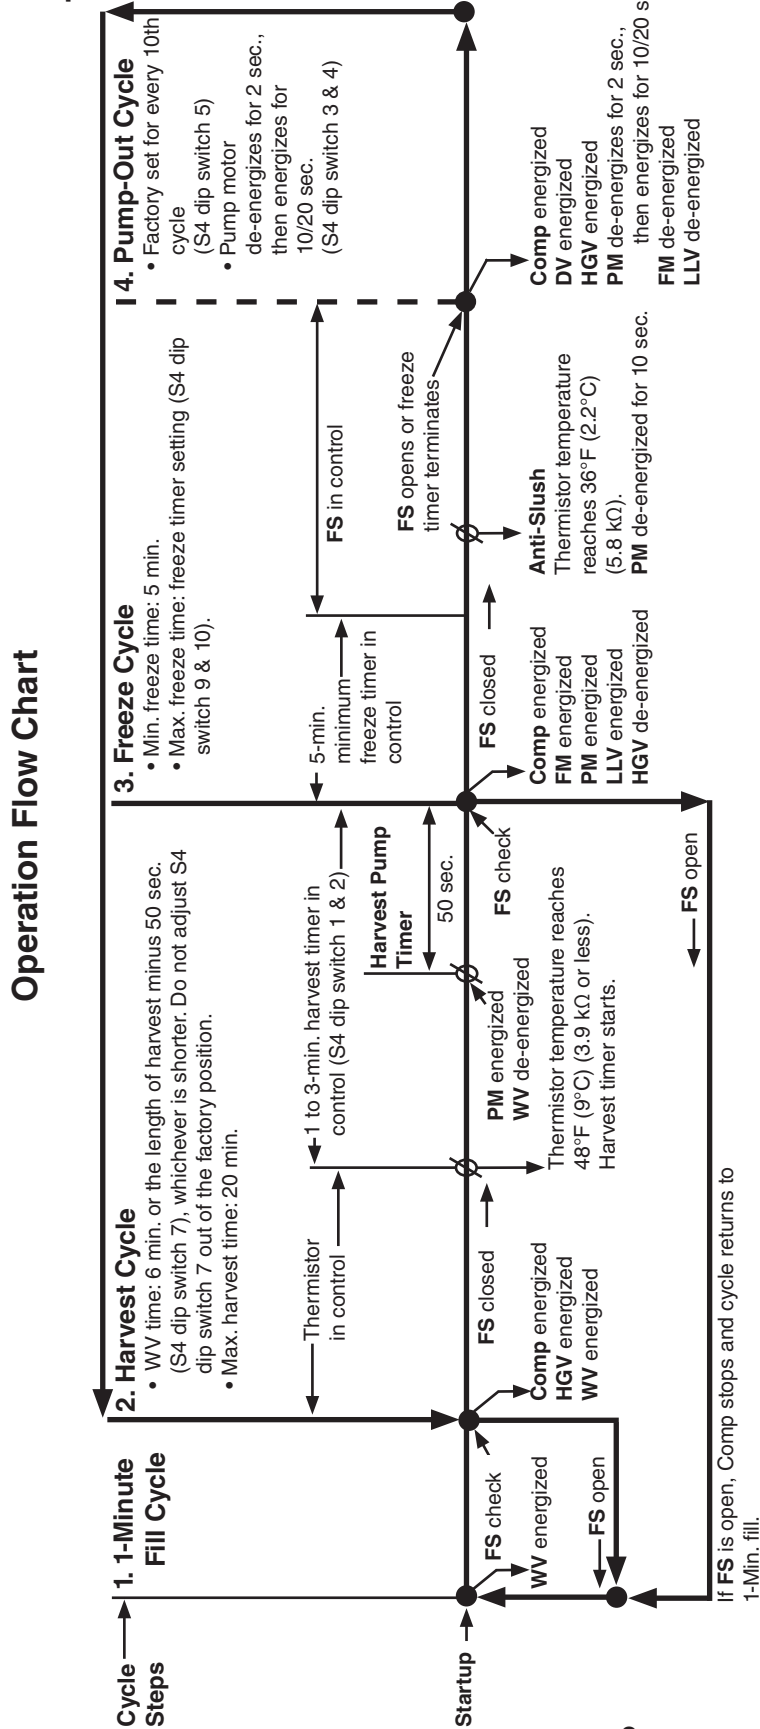 Operation Flow Chart
Cycle
Steps
1. 1-Minute
Fill Cycle
2. Harvest Cycle
• WV time: 6 min. or the length of harvest minus 50 sec.
(S4 dip switch 7), whichever is shorter. Do not adjust S4
dip switch 7 out of the factory position.
• Max. harvest time: 20 min.
3. Freeze Cycle
• Min. freeze time: 5 min.
• Max. freeze time: freeze timer setting (S4 dip
switch 9 & 10).
4. Pump-Out Cycle
• Factory set for every 10th
cycle
(S4 dip switch 5)
• Pump motor
de-energizes for 2 sec.,
then energizes for
10/20 sec.
(S4 dip switch 3 & 4)
Thermistor
in control
1 to 3-min. harvest timer in
control (S4 dip switch 1 & 2)
Harvest Pump
Timer
50 sec.
5-min.
minimum
freeze timer in
control
FS in control
FS opens or freeze
timer terminates
Startup
FS check
WV energized
FS open
FS closed
Comp energized
HGV energized
WV energized
PM energized
WV de-energized
Thermistor temperature reaches
48°F (9°C) (3.9 kΩ or less).
Harvest timer starts.
FS check
FS closed
Comp energized
FM energized
PM energized
LLV energized
HGV de-energized
Anti-Slush
Thermistor temperature
reaches 36°F (2.2°C)
(5.8 kΩ).
PM de-energized for 10 sec.
Comp energized
DV energized
HGV energized
PM de-energizes for 2 sec.,
then energizes for 10/20 s
FM de-energized
LLV de-energized
FS open
If FS is open, Comp stops and cycle returns to
1-Min. fill.